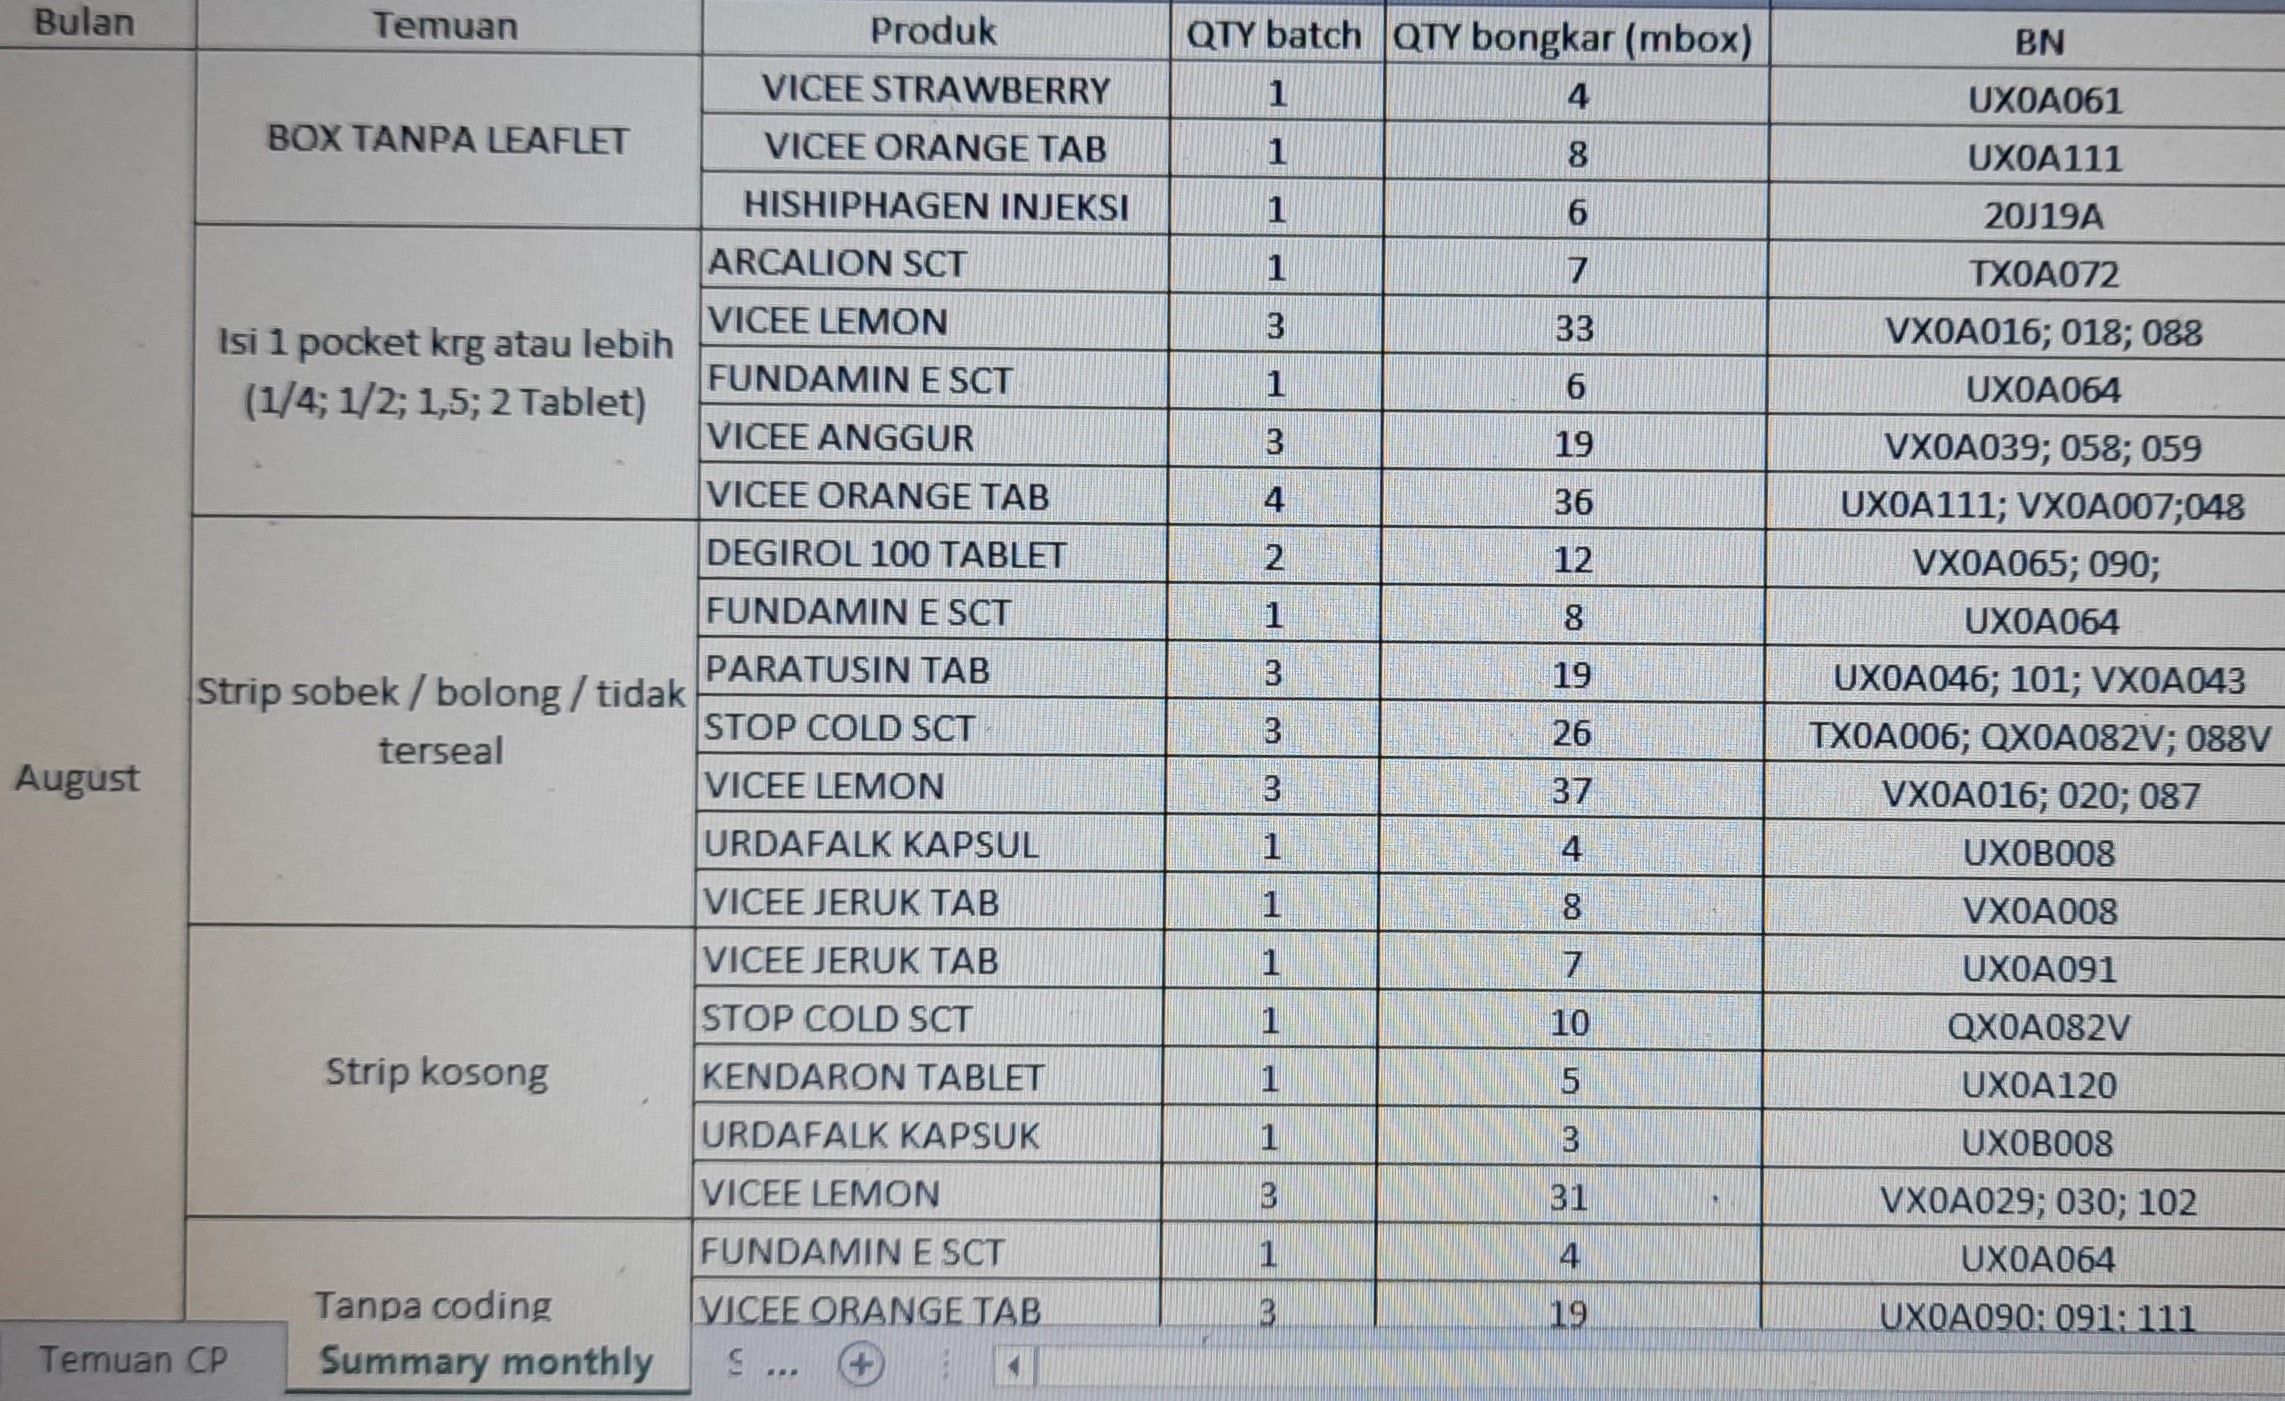 Bulan Temuan Produk QTY batch QTY bongkar (mbox) BN
VICEE STRAWBERRY 1 4 UX0A061
BOX TANPA LEAFLET VICEE ORANGE TAB 1 8 UX0A111
HISHIPHAGEN INJEKSI 1 6 20J19A
ARCALION SCT 1 7 TX0A072
Isi 1 pocket krg atau lebih VICEE LEMON 3 33 VX0A016; 018; 088
(1/4; 1/2; 1,5; 2 Tablet) FUNDAMIN E SCT 1 6 UX0A064
VICEE ANGGUR 3 19 VX0A039; 058; 059
VICEE ORANGE TAB 4 36 UX0A111; VX0A007;048
DEGIROL 100 TABLET 2 12 VX0A065; 090;
FUNDAMIN E SCT 1 8 UX0A064
Strip sobek / bolong / tidak PARATUSIN TAB 3 19 UX0A046; 101; VX0A043
terseal STOP COLD SCT 3 26 TX0A006; QX0A082V; 088V
August VICEE LEMON 3 37 VX0A016; 020; 087
URDAFALK KAPSUL 1 4 UX0B008
VICEE JERUK TAB 1 8 VX0A008
VICEE JERUK TAB 1 7 UX0A091
STOP COLD SCT 1 10 QX0A082V
Strip kosong KENDARON TABLET 1 5 UX0A120
URDAFALK KAPSUK 1 3 UX0B008
VICEE LEMON 3 31 VX0A029; 030; 102
FUNDAMIN E SCT 1 4 UX0A064
Tanpa coding VICEE ORANGE TAB 3 19 UX0A090; 091; 111
Temuan CP Summary monthly ...